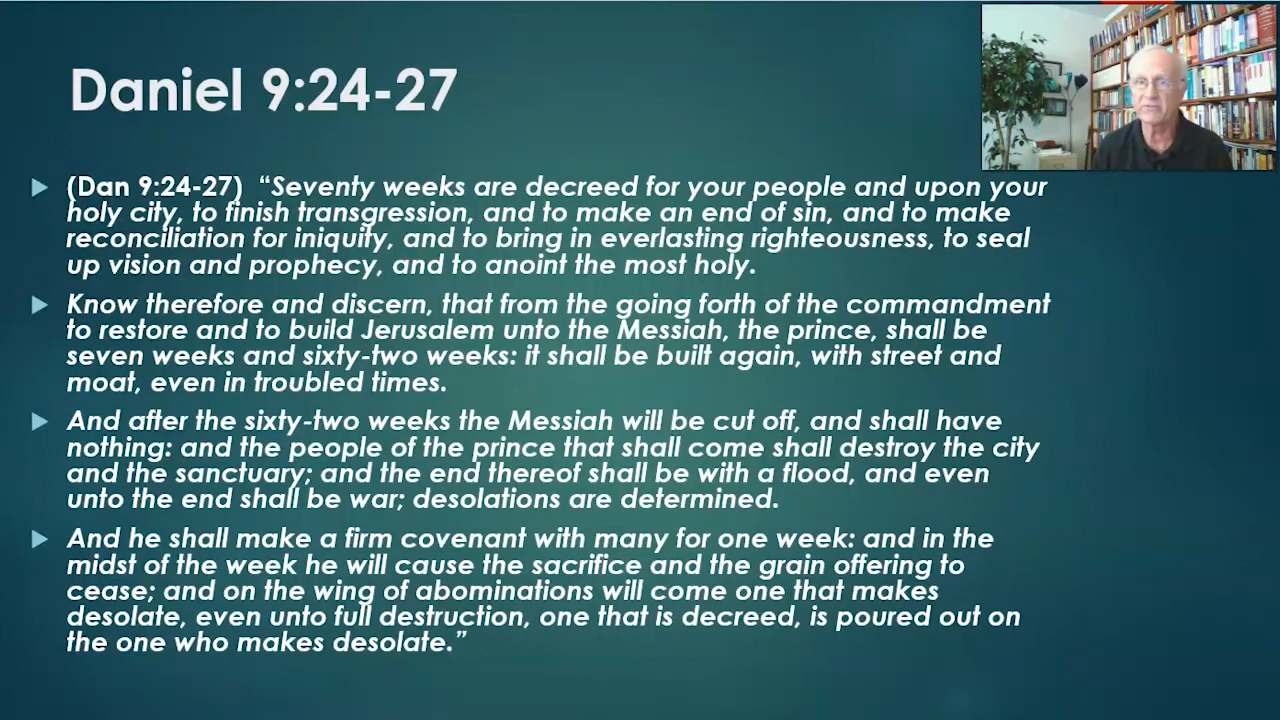 Daniel 9:24-27
(Dan 9:24-27) “Seventy weeks are decreed for your people and upon your
holy city, to finish transgression, and to make an end of sin, and to make
reconciliation for iniquity, and to bring in everlasting righteousness, to seal
up vision and prophecy, and to anoint the most holy.
Know therefore and discern, that from the going forth of the commandment
to restore and to build Jerusalem unto the Messiah, the prince, shall be
seven weeks and sixty-two weeks: it shall be built again, with street and
moat, even in troubled times.
And after the sixty-two weeks the Messiah will be cut off, and shall have
nothing: and the people of the prince that shall come shall destroy the city
and the sanctuary; and the end thereof shall be with a flood, and even
unto the end shall be war; desolations are determined.
And he shall make a firm covenant with many for one week: and in the
midst of the week he will cause the sacrifice and the grain offering to
cease; and on the wing of abominations will come one that makes
desolate, even unto full destruction, one that is decreed, is poured out on
the one who makes desolate.”